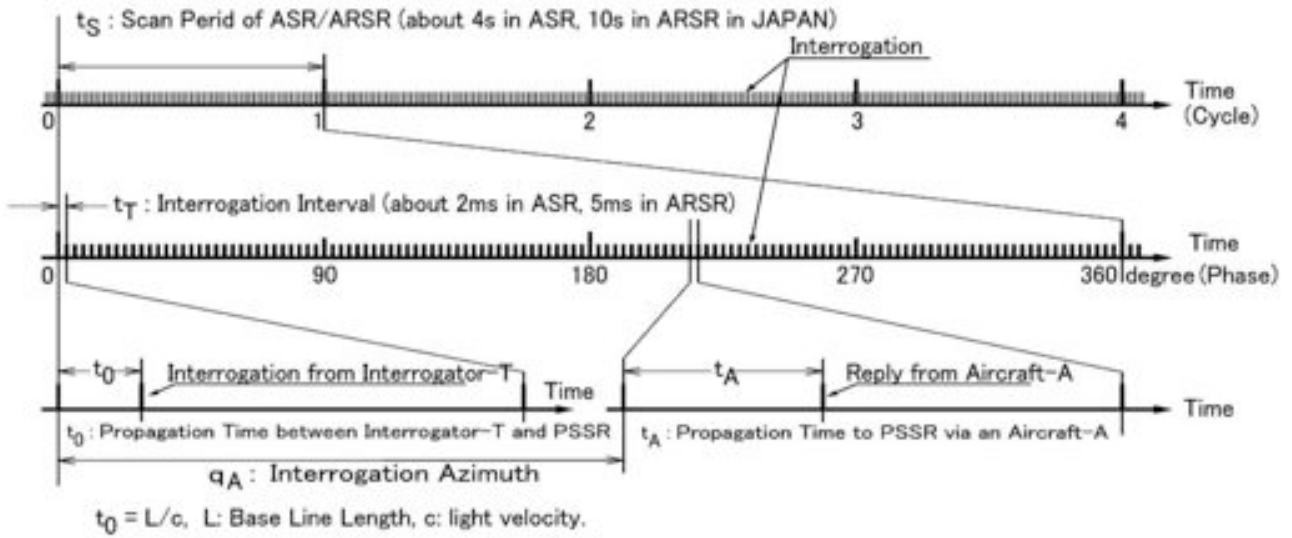 tS : Scan Perid of ASR/ARSR (about 4s in ASR, 10s in ARSR in JAPAN)
Interrogation
0 1 2 3 4 Time (Cycle)
tT : Interrogation Interval (about 2ms in ASR, 5ms in ARSR)
Time
0 90 180 270 360 degree (Phase)
t0 Interrogation from Interrogator-T Time
tA Reply from Aircraft-A Time
t0 : Propagation Time between Interrogator-T and PSSR
tA : Propagation Time to PSSR via an Aircraft-A
qA : Interrogation Azimuth
t0 = L/c, L: Base Line Length, c: light velocity.